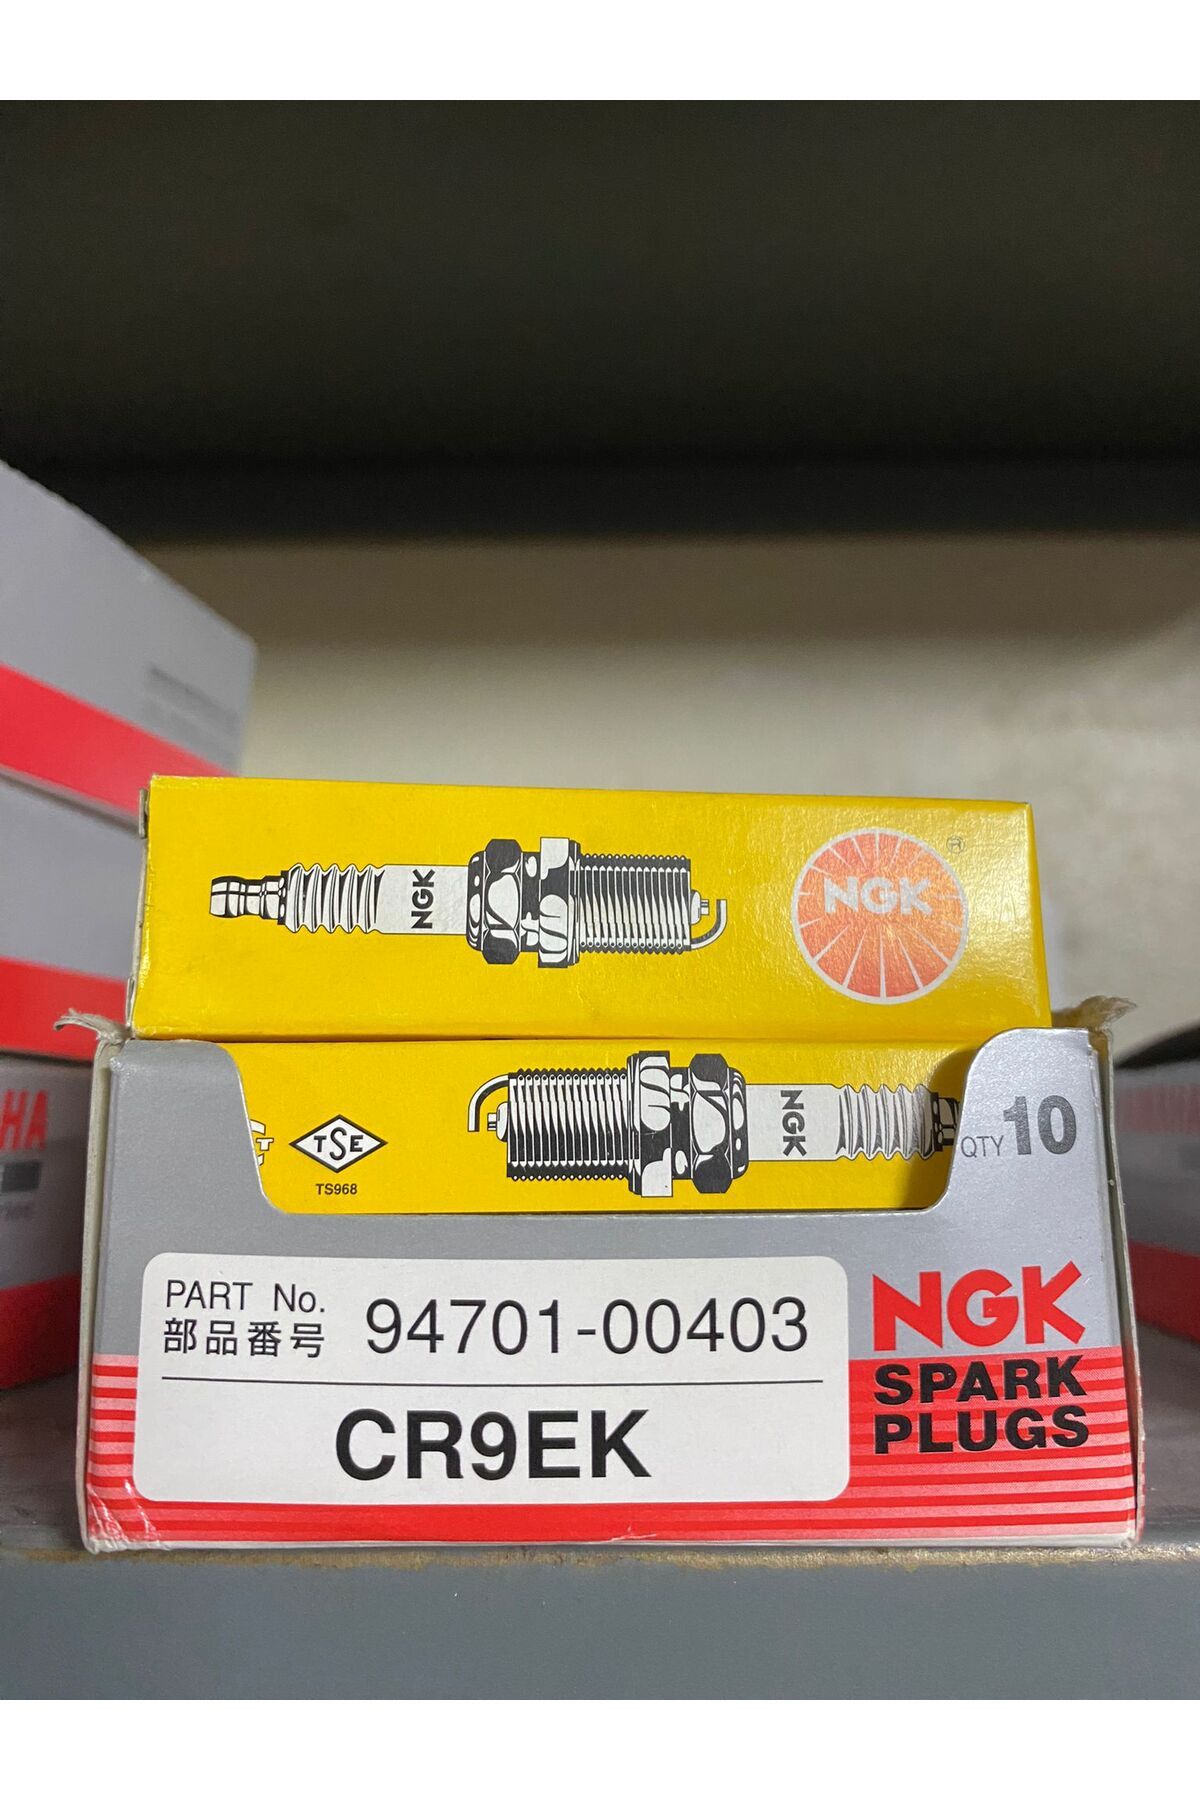 NGK
NGK
®
TSE
TS968
NGK
QTY 10
PART No.
部品番号
94701-00403
CR9EK
NGK
SPARK
PLUGS